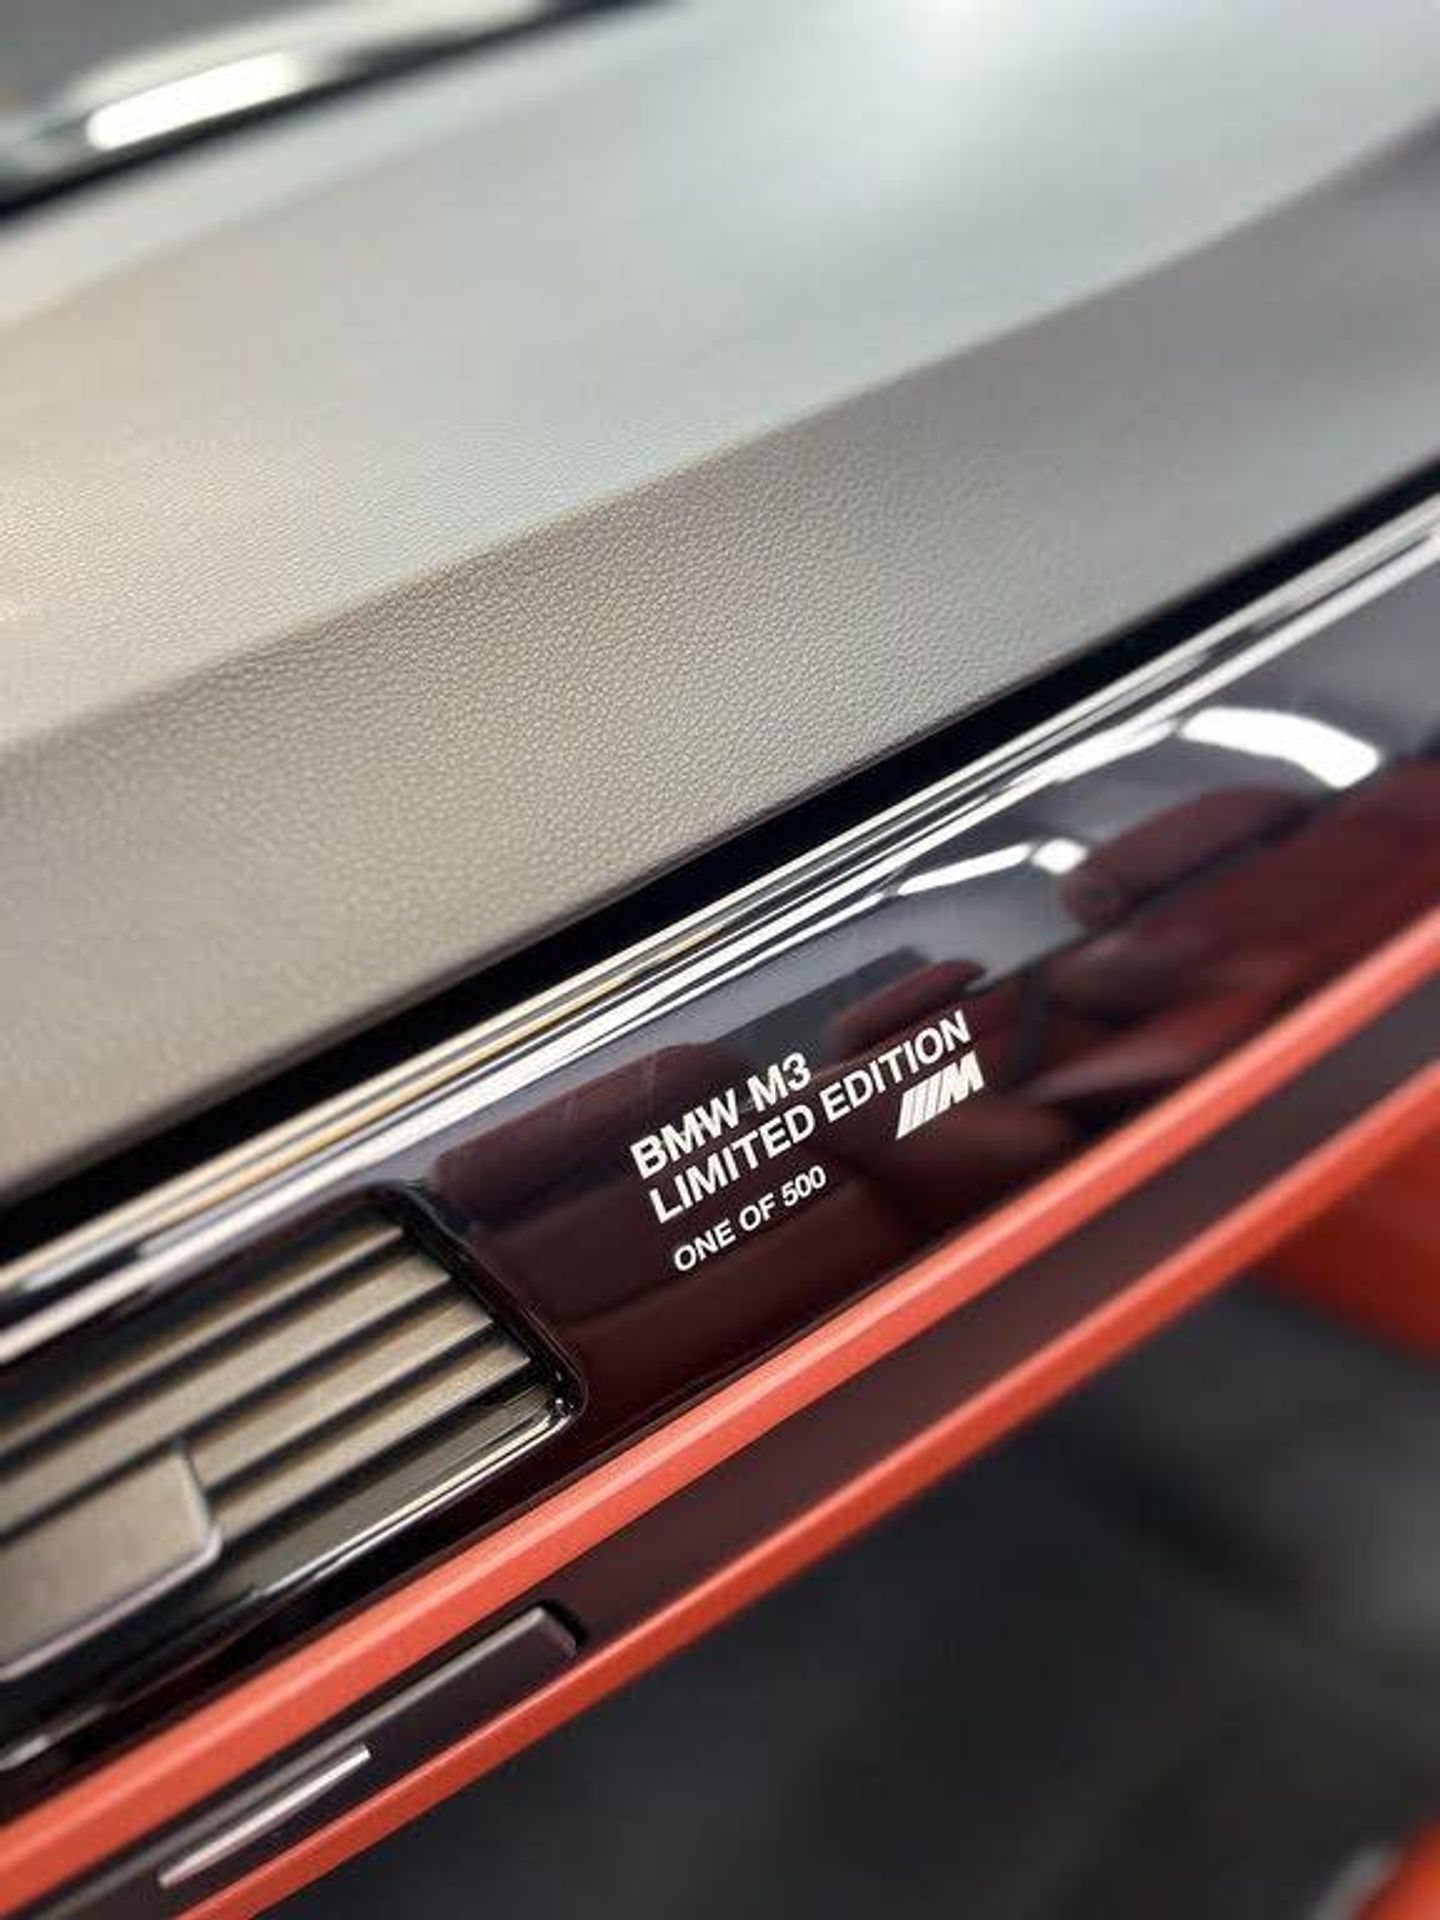 BMW M3
LIMITED EDITION
M
ONE OF 500